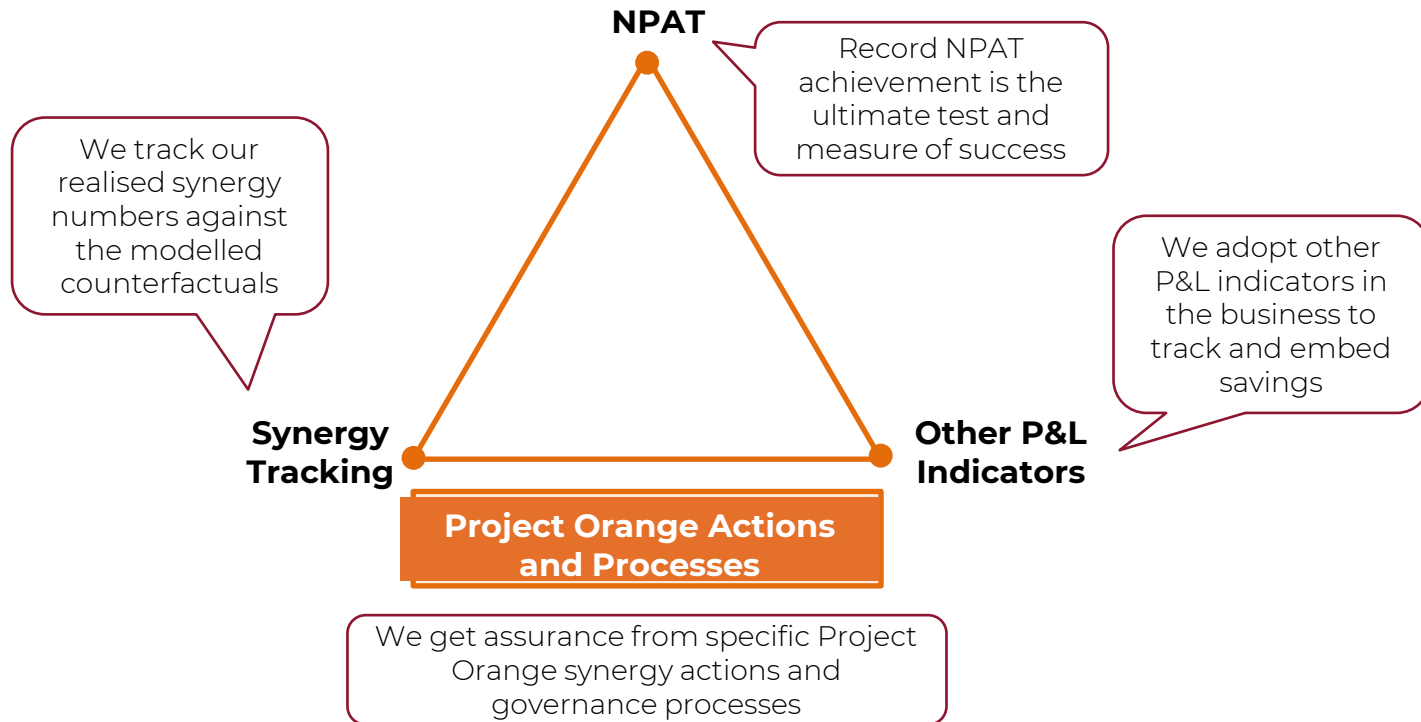 NPAT
Record NPAT
achievement is the
ultimate test and
measure of success
We track our
realised synergy
numbers against
the modelled
counterfactuals
We adopt other
P&L indicators in
the business to
track and embed
savings
Synergy
Tracking
Other P&L
Indicators
Project Orange Actions
and Processes
We get assurance from specific Project
Orange synergy actions and
governance processes